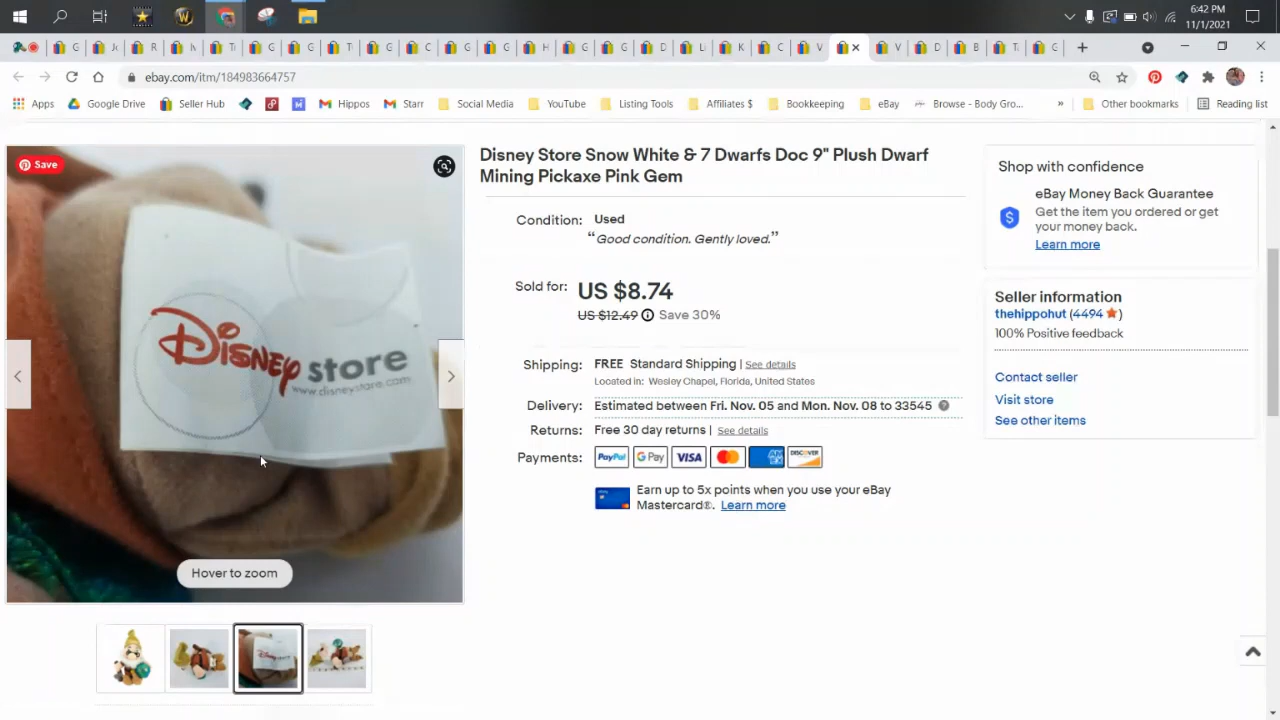 6:42 PM
11/1/2021
ebay.com/itm/184983664757
Apps Google Drive Seller Hub Gmail Hippos Starr Social Media YouTube Listing Tools Affiliates $ Bookkeeping eBay Browse - Body Gro... » Other bookmarks Reading list
Save
Disney Store Snow White & 7 Dwarfs Doc 9" Plush Dwarf
Mining Pickaxe Pink Gem
Condition: Used
“Good condition. Gently loved.”
Sold for: US $8.74
US $12.49 Save 30%
Shipping: FREE Standard Shipping | See details
Located in: Wesley Chapel, Florida, United States
Delivery: Estimated between Fri. Nov. 05 and Mon. Nov. 08 to 33545
Returns: Free 30 day returns | See details
Payments: PayPal G Pay VISA DISCOVER
Earn up to 5x points when you use your eBay
Mastercard®. Learn more
Shop with confidence
eBay Money Back Guarantee
Get the item you ordered or get
your money back.
Learn more
Seller information
thehippohut (4494)
100% Positive feedback
Contact seller
Visit store
See other items
Disney store
www.disneystore.com
Hover to zoom